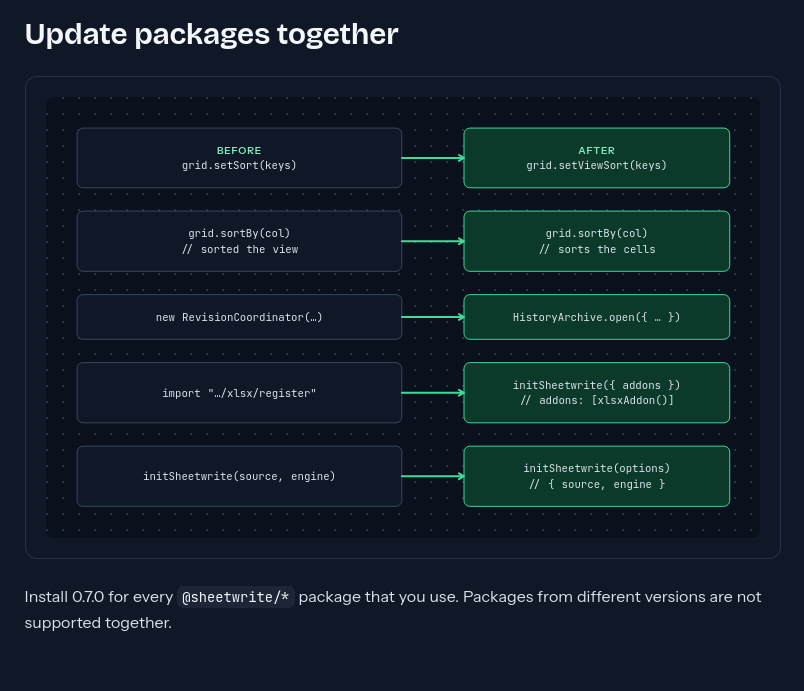 Update packages together
BEFORE
grid.setSort(keys)
AFTER
grid.setViewSort(keys)
grid.sortBy(col)
// sorted the view
grid.sortBy(col)
// sorts the cells
new RevisionCoordinator(…)
HistoryArchive.open({ … })
import "…/xlsx/register"
initSheetwrite({ addons })
// addons: [xlsxAddon()]
initSheetwrite(source, engine)
initSheetwrite(options)
// { source, engine }
Install 0.7.0 for every @sheetwrite/* package that you use. Packages from different versions are not
supported together.